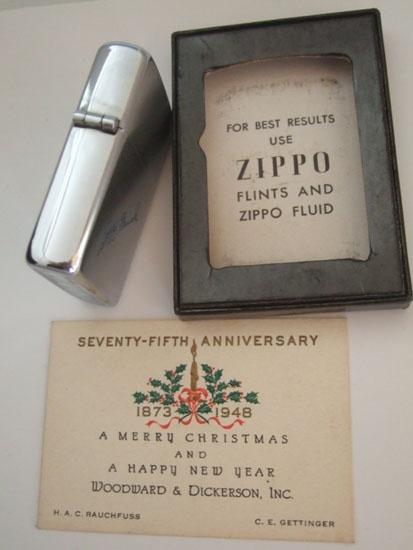 FOR BEST RESULTS
USE
ZIPPO
FLINTS AND
ZIPPO FLUID
SEVENTY-FIFTH ANNIVERSARY
1873 1948
A MERRY CHRISTMAS
AND
A HAPPY NEW YEAR
WOODWARD & DICKERSON, INC.
H. A. C. RAUCHFUSS C. E. GETTINGER